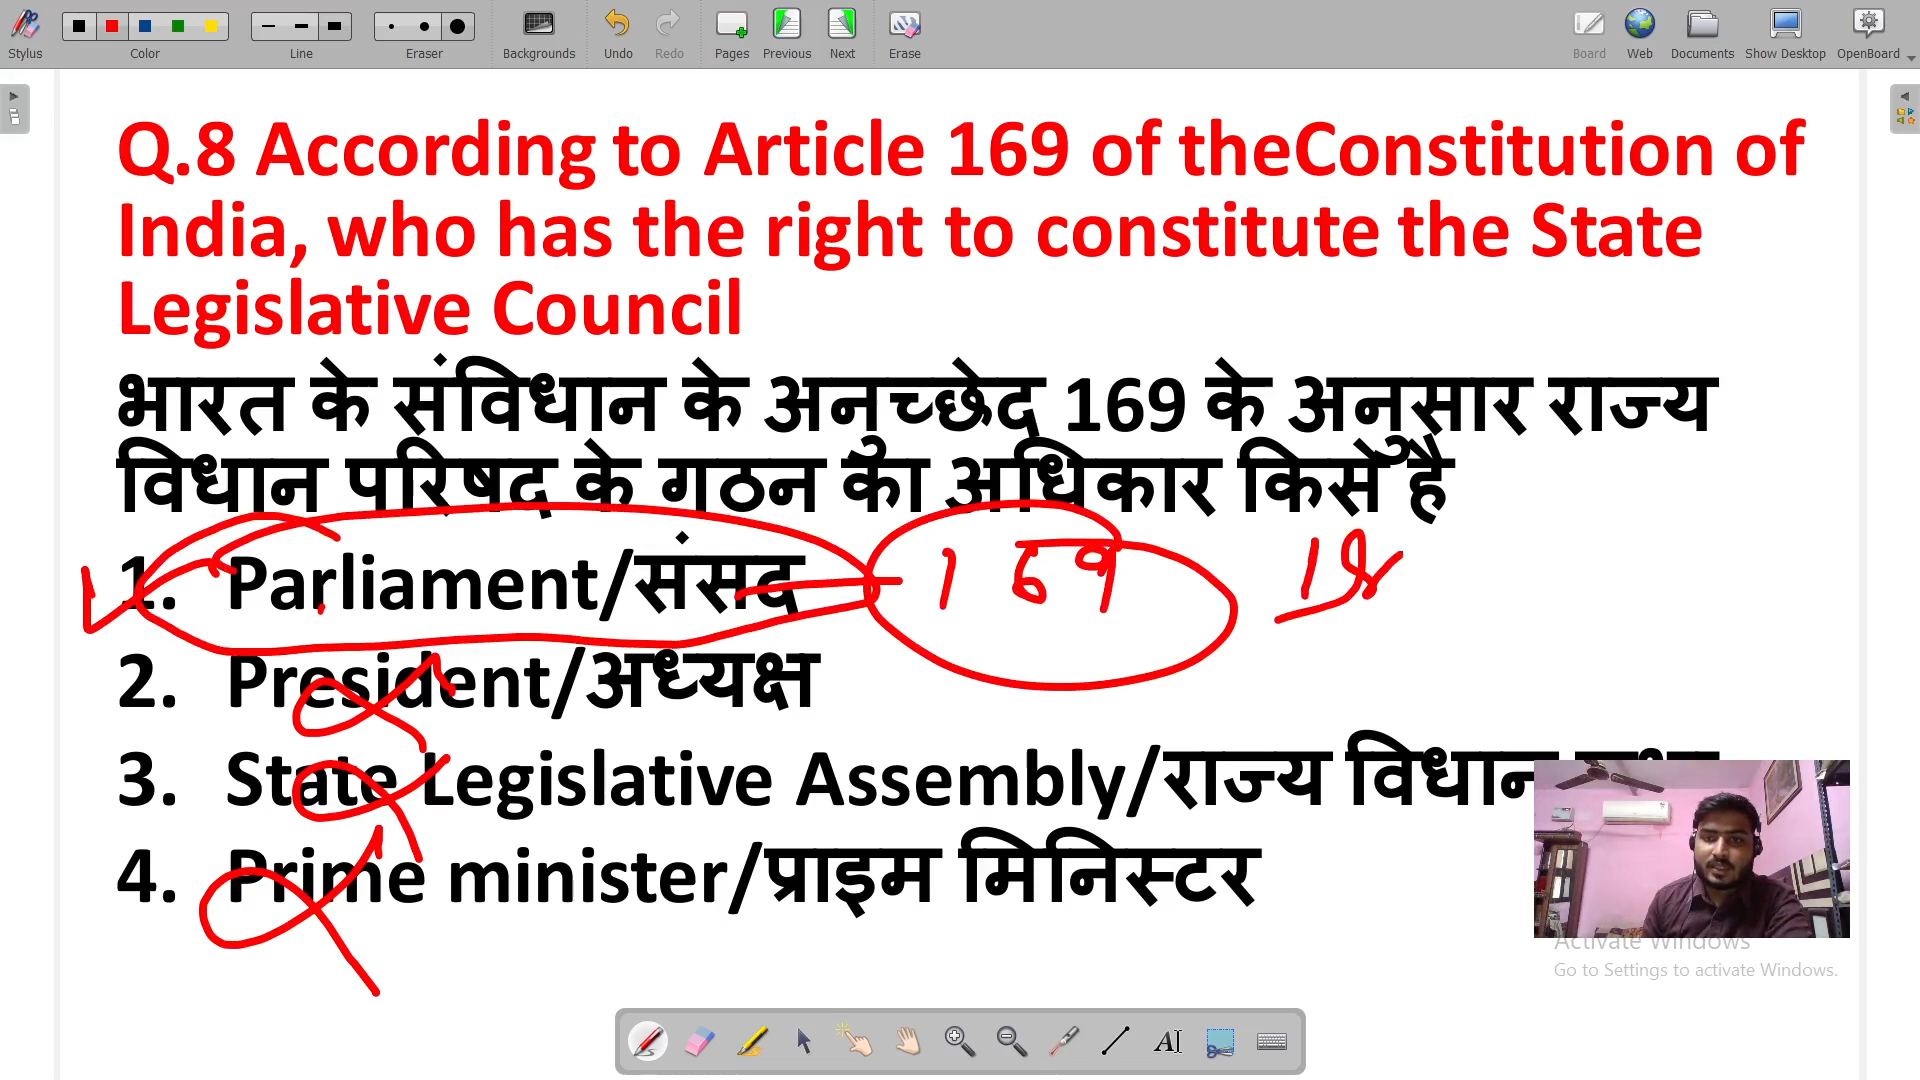 Stylus
Color
Line
Eraser
Backgrounds
Undo
Redo
Pages
Previous
Next
Erase
Board
Web
Documents
Show Desktop
OpenBoard
Q.8 According to Article 169 of theConstitution of
India, who has the right to constitute the State
Legislative Council
भारत के संविधान के अनुच्छेद 169 के अनुसार राज्य
विधान परिषद के गठन का अधिकार किसे है
1. Parliament/संसद 169
2. President/अध्यक्ष
3. State Legislative Assembly/राज्य विधान
4. Prime minister/प्राइम मिनिस्टर
Activate Windows
Go to Settings to activate Windows.